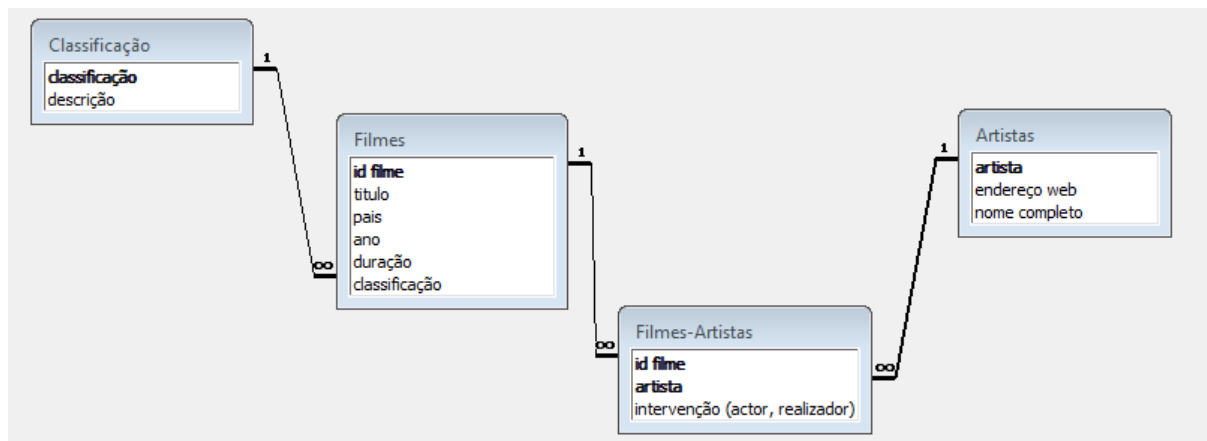 Classificação
classificação
descrição
1
Filmes
id filme
titulo
pais
ano
duração
classificação
∞
1
Artistas
artista
endereço web
nome completo
1
Filmes-Artistas
id filme
artista
intervenção (actor, realizador)
∞
∞